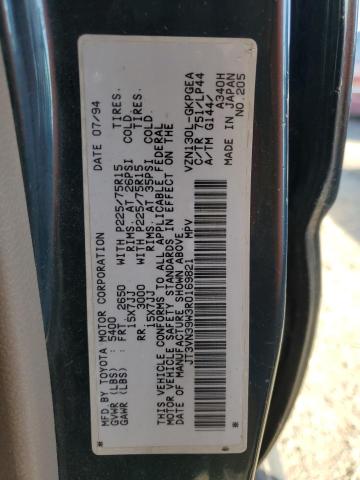 MFD BY TOYOTA MOTOR CORPORATION DATE 07/94
GVWR (LBS) : 5400
GAWR (LBS) : FRT. 2650 WITH P225/75R15 TIRES.
15X7JJ RIMS. AT 26PSI COLD.
RR. 3000 WITH P225/75R15 TIRES.
15X7JJ RIMS. AT 35PSI COLD.
THIS VEHICLE CONFORMS TO ALL APPLICABLE FEDERAL
MOTOR VEHICLE SAFETY STANDARDS IN EFFECT ON THE
DATE OF MANUFACTURE SHOWN ABOVE.
JT3VN39W3R0169821 MPV
VZN130L-GKPGEA
C/TR 751/LP44
A/TM G144/
A340H
MADE IN JAPAN
NO.205